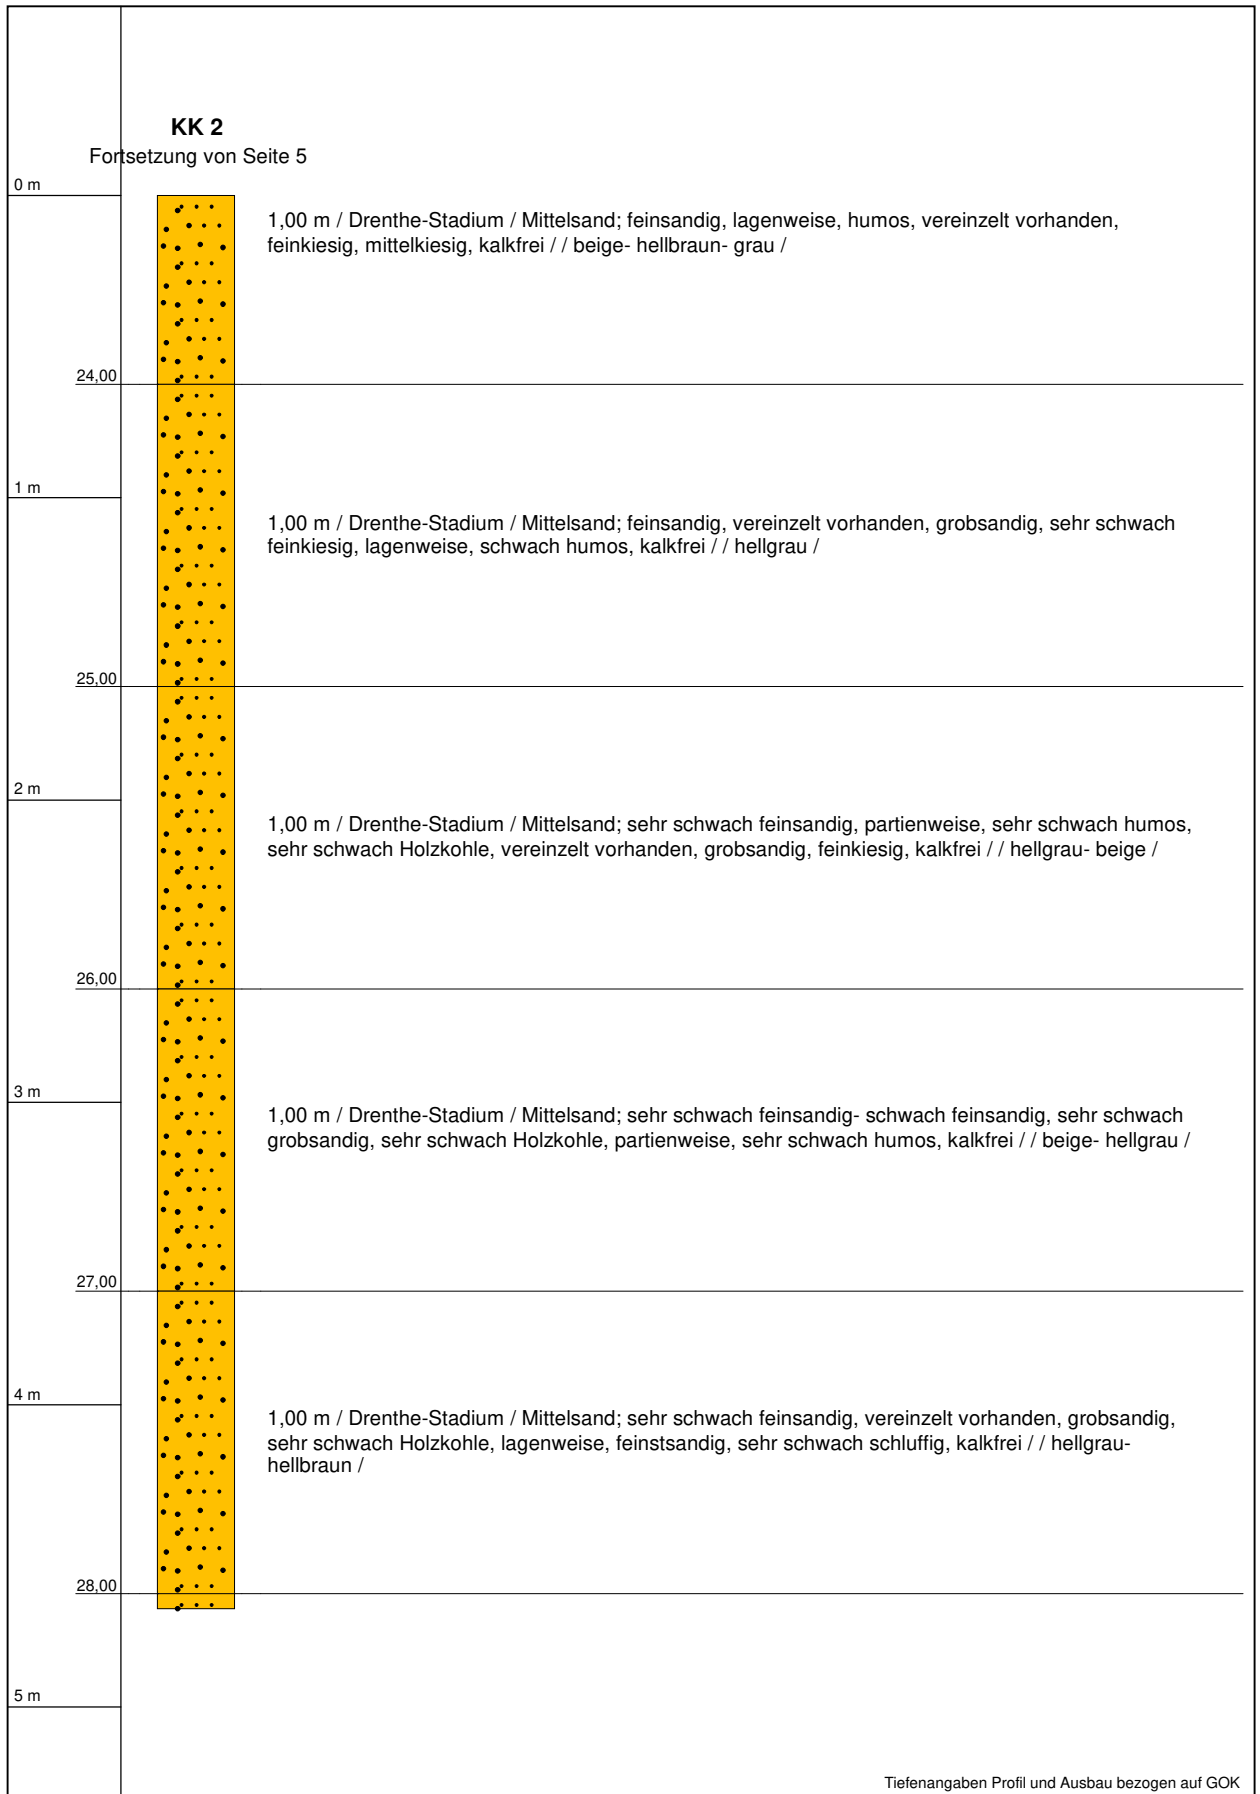 KK 2
Fortsetzung von Seite 5
0 m
1,00 m / Drenthe-Stadium / Mittelsand; feinsandig, lagenweise, humos, vereinzelt vorhanden,
feinkiesig, mittelkiesig, kalkfrei / / beige- hellbraun- grau /
24,00
1 m
1,00 m / Drenthe-Stadium / Mittelsand; feinsandig, vereinzelt vorhanden, grobsandig, sehr schwach
feinkiesig, lagenweise, schwach humos, kalkfrei / / hellgrau /
25,00
2 m
1,00 m / Drenthe-Stadium / Mittelsand; sehr schwach feinsandig, partienweise, sehr schwach humos,
sehr schwach Holzkohle, vereinzelt vorhanden, grobsandig, feinkiesig, kalkfrei / / hellgrau- beige /
26,00
3 m
1,00 m / Drenthe-Stadium / Mittelsand; sehr schwach feinsandig- schwach feinsandig, sehr schwach
grobsandig, sehr schwach Holzkohle, partienweise, sehr schwach humos, kalkfrei / / beige- hellgrau /
27,00
4 m
1,00 m / Drenthe-Stadium / Mittelsand; sehr schwach feinsandig, vereinzelt vorhanden, grobsandig,
sehr schwach Holzkohle, lagenweise, feinstsandig, sehr schwach schluffig, kalkfrei / / hellgrau-
hellbraun /
28,00
5 m
Tiefenangaben Profil und Ausbau bezogen auf GOK